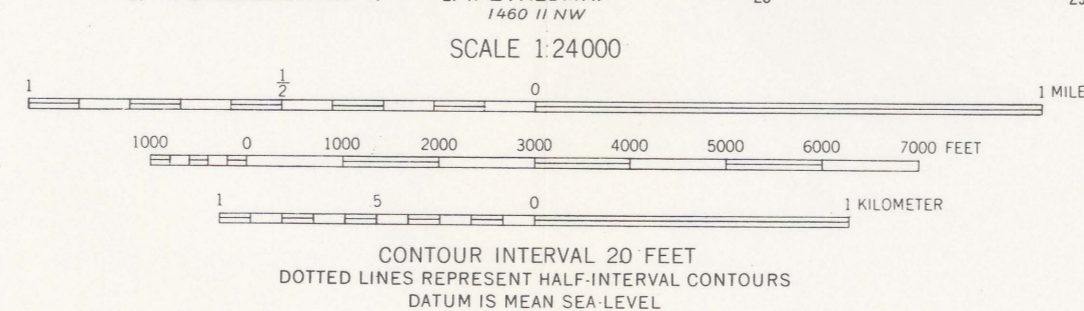 1460 II NW
SCALE 1:24000
1 1/2 0 1 MILE
1000 0 1000 2000 3000 4000 5000 6000 7000 FEET
1 .5 0 1 KILOMETER
CONTOUR INTERVAL 20 FEET
DOTTED LINES REPRESENT HALF-INTERVAL CONTOURS
DATUM IS MEAN SEA LEVEL